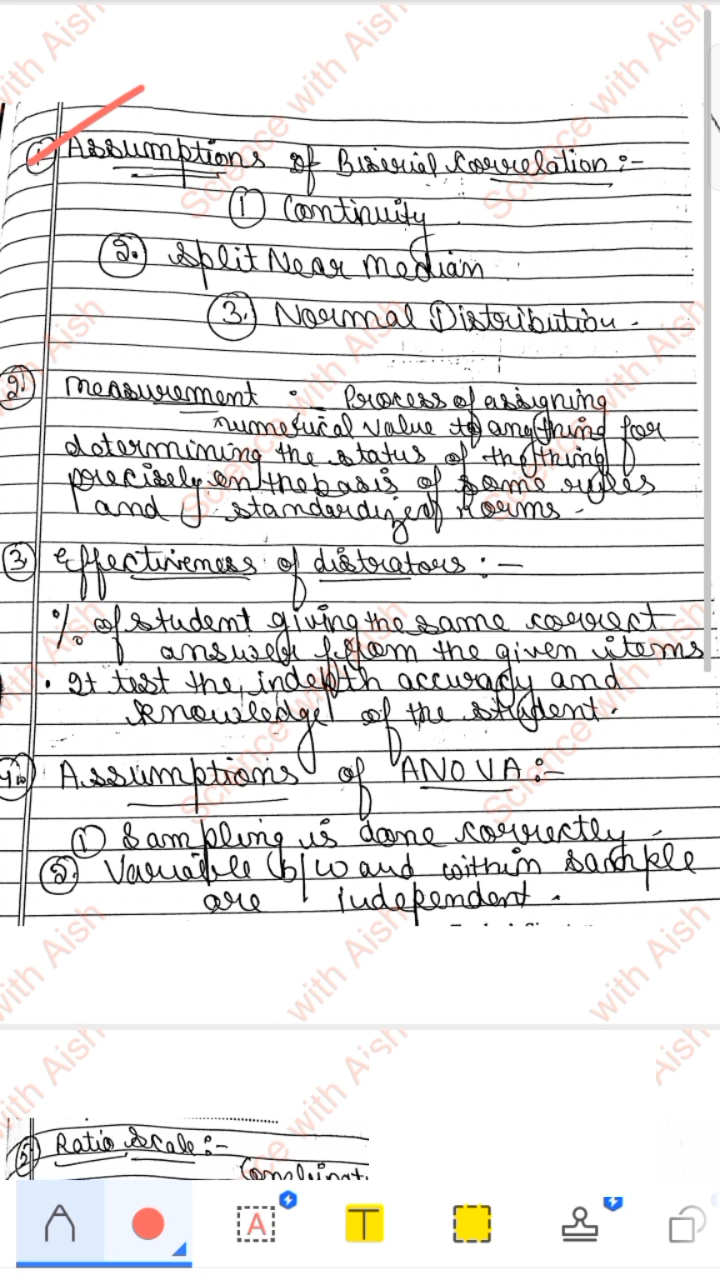 ① Assumptions of Biserial Correlation :-
① Continuity
②. Split Near Median
③. Normal Distribution.
②. Measurement :- Process of assigning
numerical value to anything for
determining the status of the thing
precisely on the basis of some rules
and standardized norms.
③ Effectiveness of distrators :-
% of student giving the same correct
answer from the given items
• It test the indepth accuracy and
knowledge of the student.
④. Assumptions of ANOVA :-
① Sampling is done correctly
②. Variable b/w and within sample
are independent.
⑤ Ratio Scale :-
Science with Aish
A
T